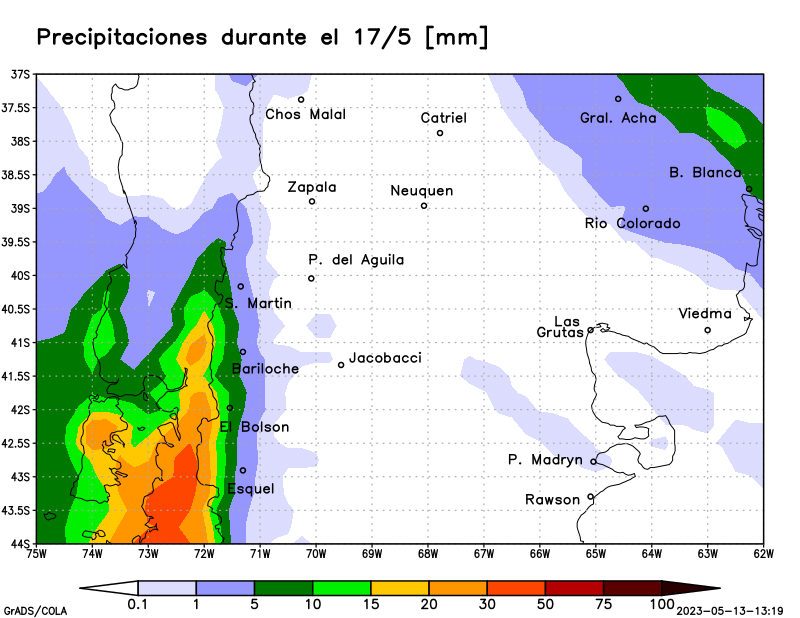 Precipitaciones durante el 17/5 [mm]
37S
37.5S
38S
38.5S
39S
39.5S
40S
40.5S
41S
41.5S
42S
42.5S
43S
43.5S
44S
Chos Malal
Catriel
Gral. Acha
B. Blanca
Zapala
Neuquen
Rio Colorado
P. del Aguila
S. Martin
Las
Grutas
Viedma
Jacobacci
Bariloche
El Bolson
P. Madryn
Esquel
Rawson
75W 74W 73W 72W 71W 70W 69W 68W 67W 66W 65W 64W 63W 62W
0.1 1 5 10 15 20 30 50 75 100
GrADS/COLA
2023-05-13-13:19